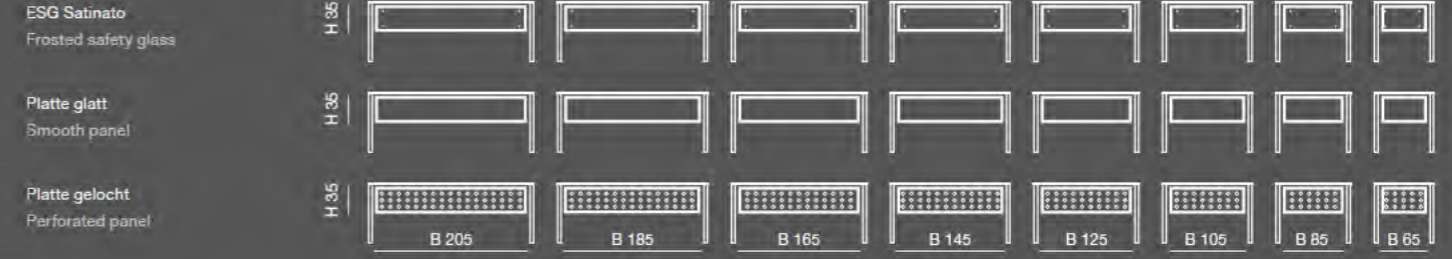 ESG Satinato
Frosted safety glass
H 35
Platte glatt
Smooth panel
H 35
Platte gelocht
Perforated panel
H 35
B 205 B 185 B 165 B 145 B 125 B 105 B 85 B 65